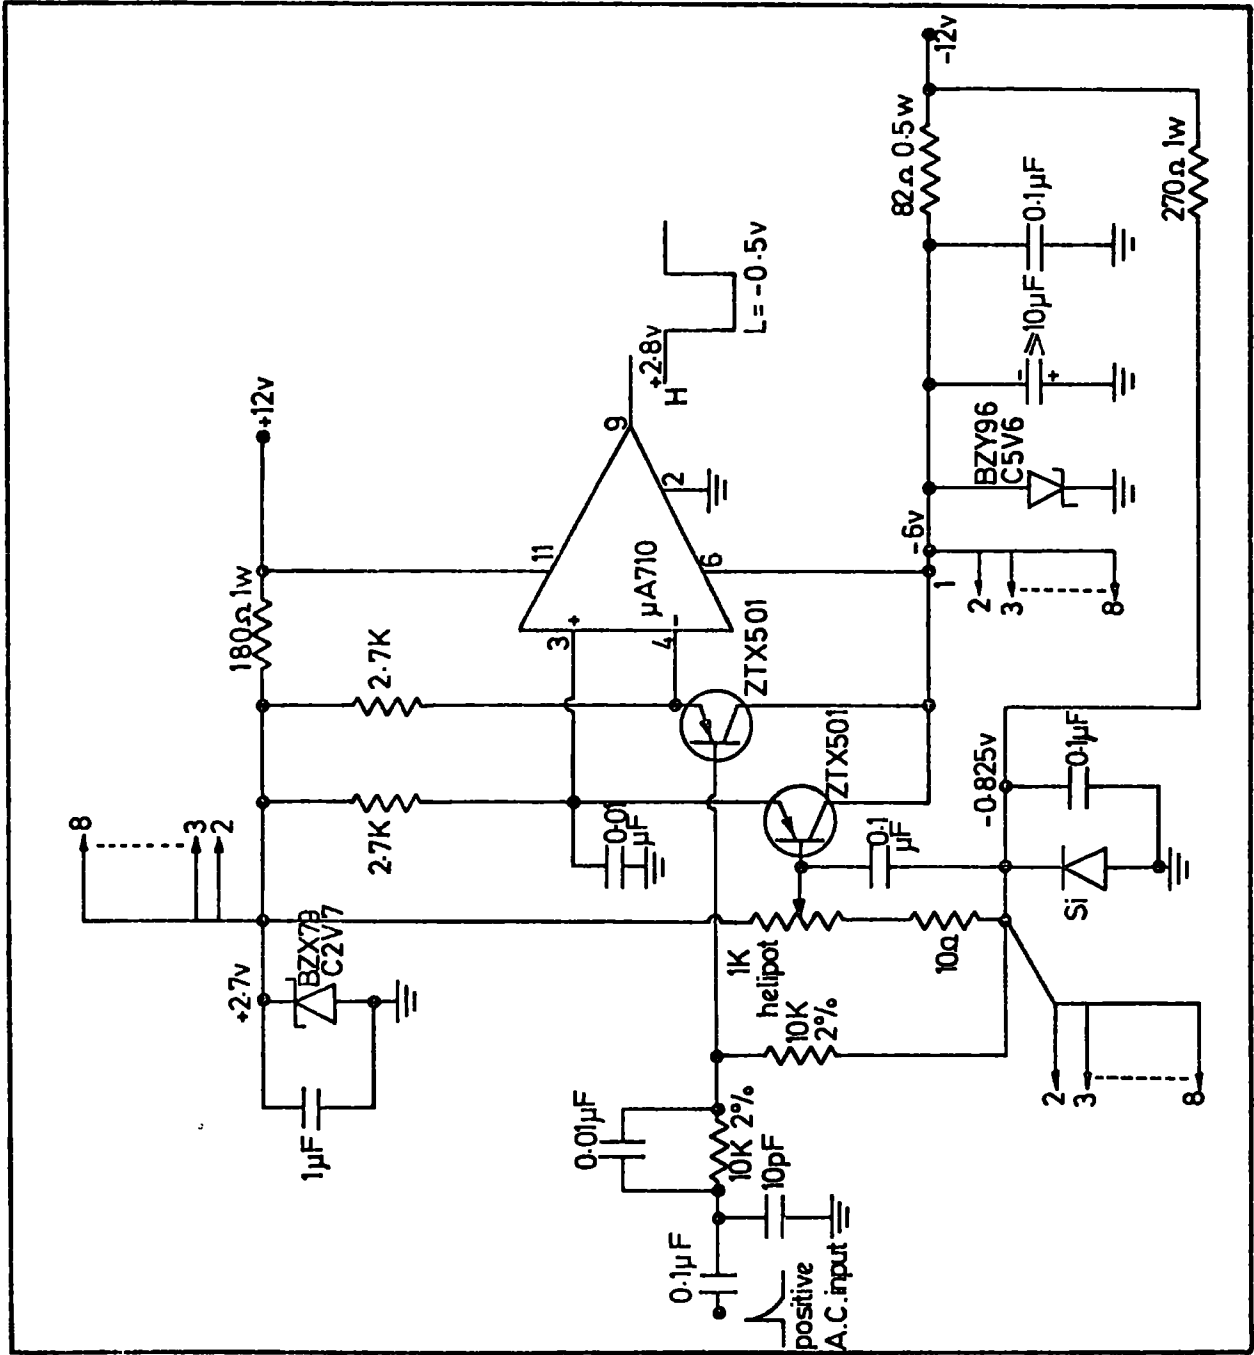 8
3
2
+2·7v
BZX79
C2V7
1µF
180Ω 1w
+12v
2·7K
2·7K
0·01
µF
3
+
4
-
µA710
11
6
2
9
+2·8v
H
L=-0·5v
ZTX501
ZTX501
0·1
µF
1K
helipot
10Ω
10K
2%
0·01µF
10K 2%
10pF
0·1µF
positive
A.C. input
-0·825v
0·1µF
Si
2
3
8
-6v
1
2
3
8
BZY96
C5V6
≥10µF
-
+
0·1µF
82Ω 0·5w
-12v
270Ω 1w